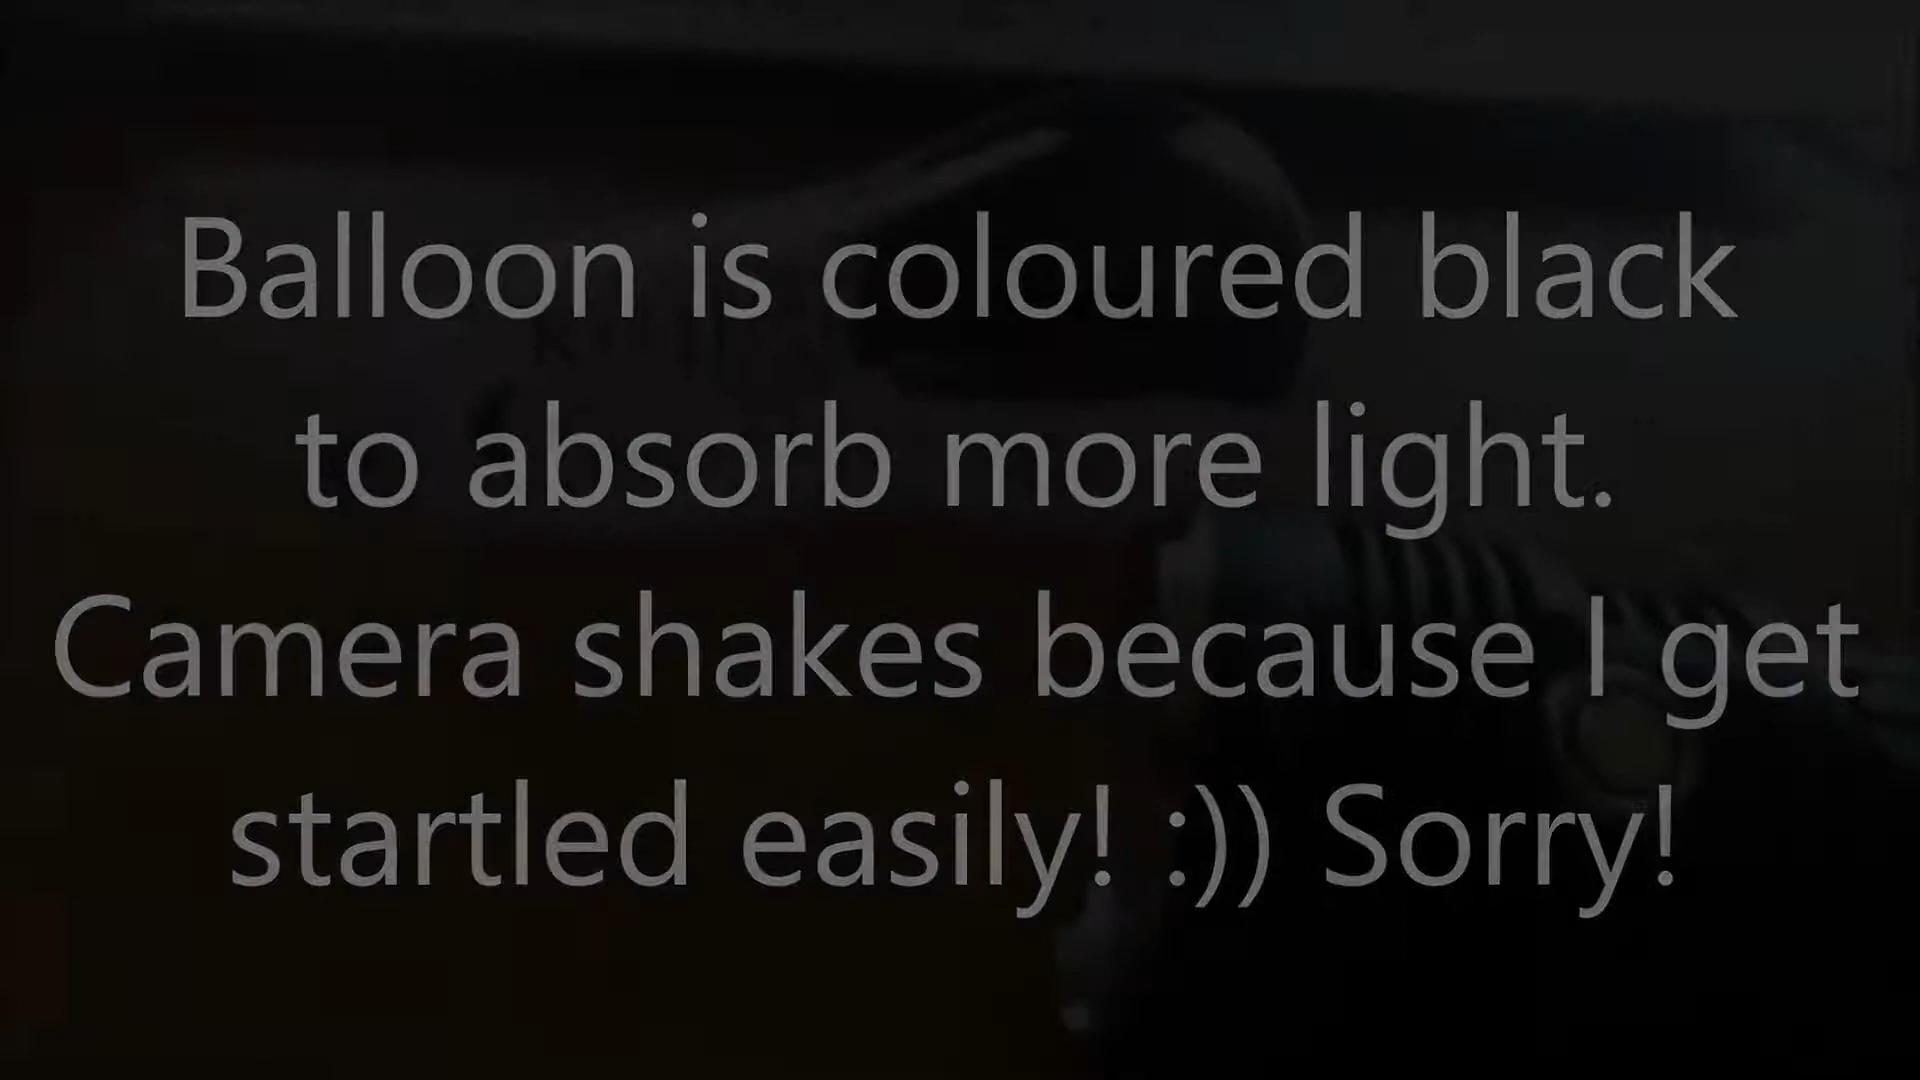 Balloon is coloured black
to absorb more light.
Camera shakes because I get
startled easily! :)) Sorry!